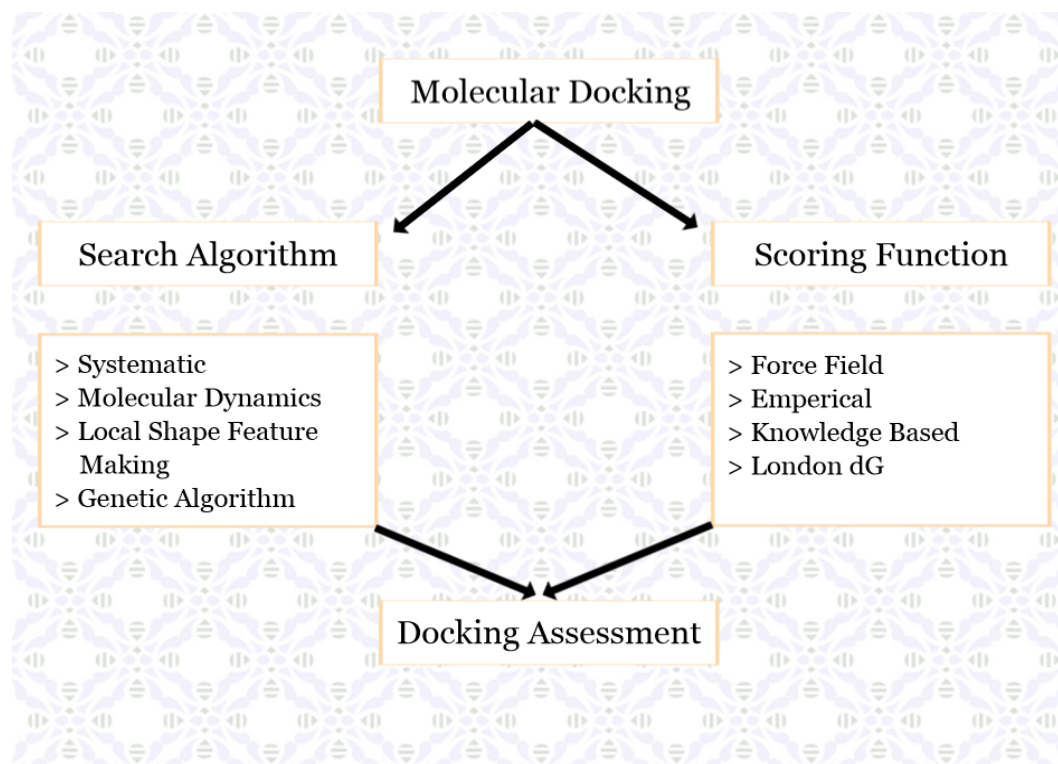 Molecular Docking
Search Algorithm
Scoring Function
> Systematic
> Molecular Dynamics
> Local Shape Feature
Making
> Genetic Algorithm
> Force Field
> Emperical
> Knowledge Based
> London dG
Docking Assessment